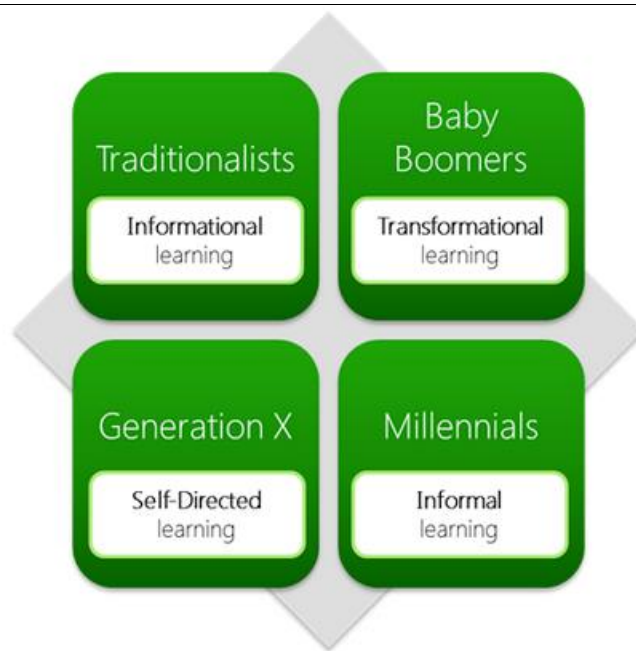 Traditionalists
Informational
learning
Baby
Boomers
Transformational
learning
Generation X
Self-Directed
learning
Millennials
Informal
learning